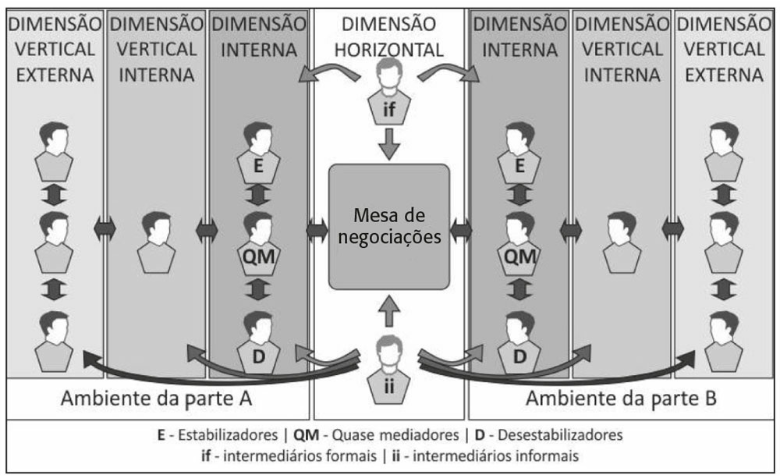 DIMENSÃO
VERTICAL
EXTERNA
DIMENSÃO
VERTICAL
INTERNA
DIMENSÃO
INTERNA
DIMENSÃO
HORIZONTAL
DIMENSÃO
INTERNA
DIMENSÃO
VERTICAL
INTERNA
DIMENSÃO
VERTICAL
EXTERNA
if
E
E
Mesa de
negociações
QM
QM
D
D
ii
Ambiente da parte A
Ambiente da parte B
E - Estabilizadores | QM - Quase mediadores | D - Desestabilizadores
if - intermediários formais | ii - intermediários informais